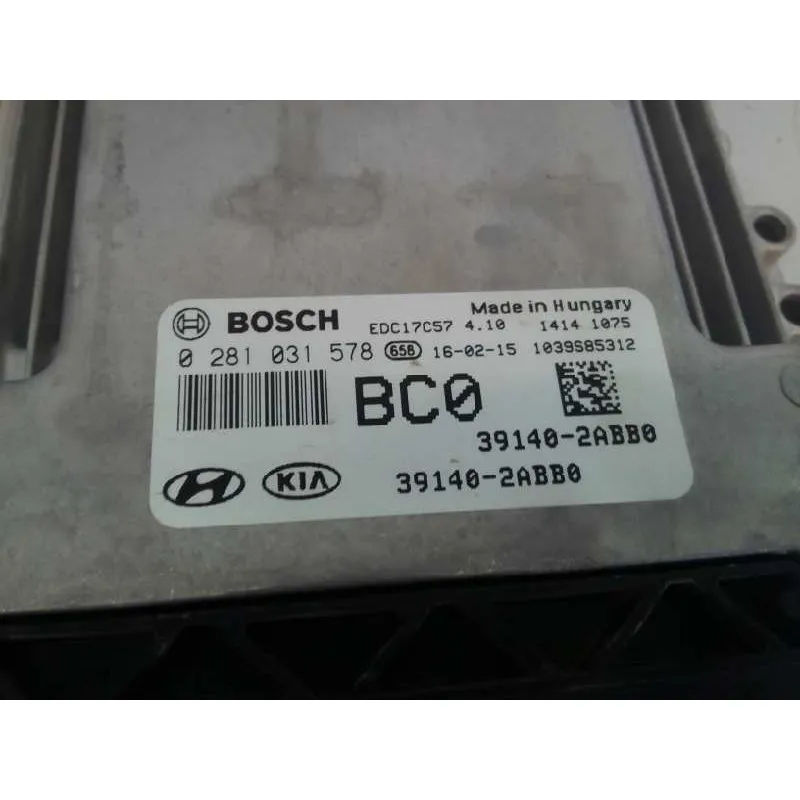 BOSCH
Made in Hungary
EDC17C57 4.10 1414 1075
0 281 031 578 658 16-02-15 1039S85312
BC0
39140-2ABB0
KIA 39140-2ABB0